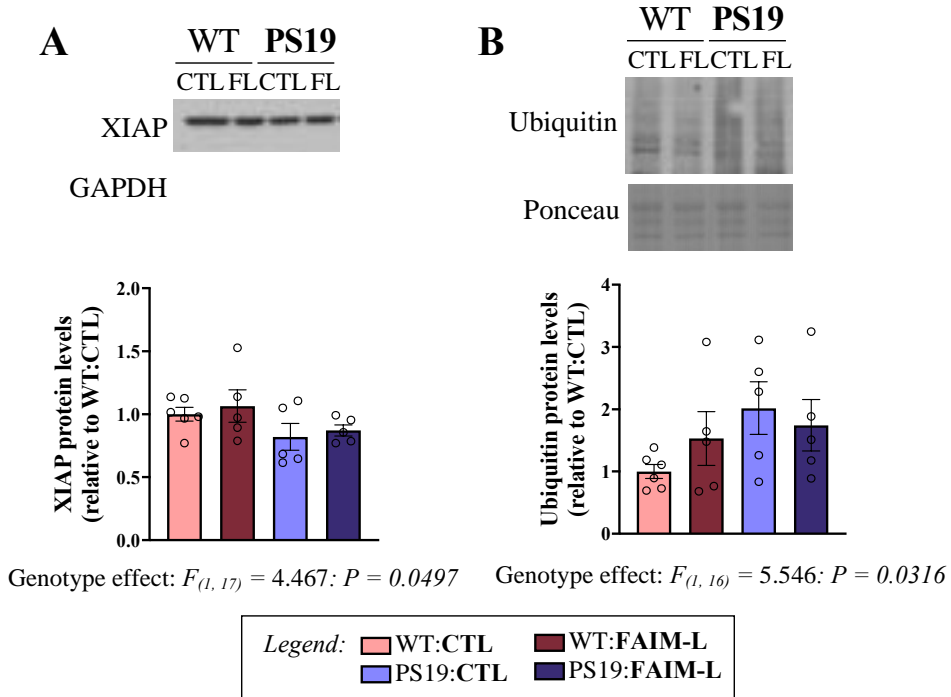 A
WT PS19
CTL FL CTL FL
XIAP
GAPDH
XIAP protein levels
(relative to WT:CTL)
2.0
1.5
1.0
0.5
0.0
Genotype effect: F(1, 17) = 4.467: P = 0.0497
B
WT PS19
CTL FL CTL FL
Ubiquitin
Ponceau
Ubiquitin protein levels
(relative to WT:CTL)
4
3
2
1
0
Genotype effect: F(1, 16) = 5.546: P = 0.0316
Legend: WT:CTL WT:FAIM-L
PS19:CTL PS19:FAIM-L